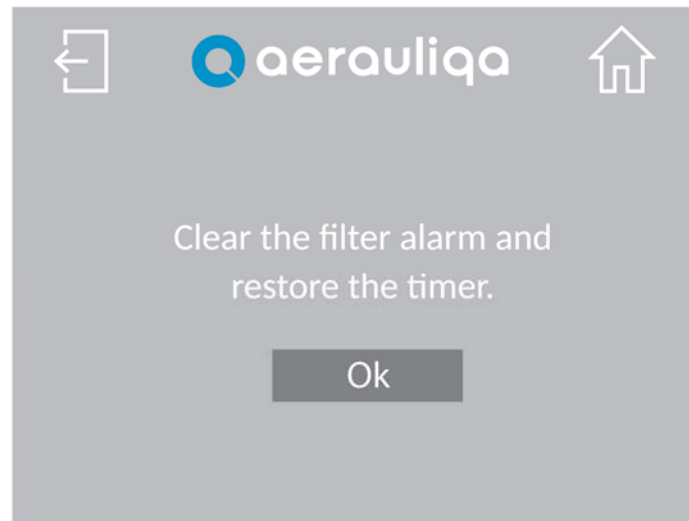 aerauliqa
Clear the filter alarm and
restore the timer.
Ok